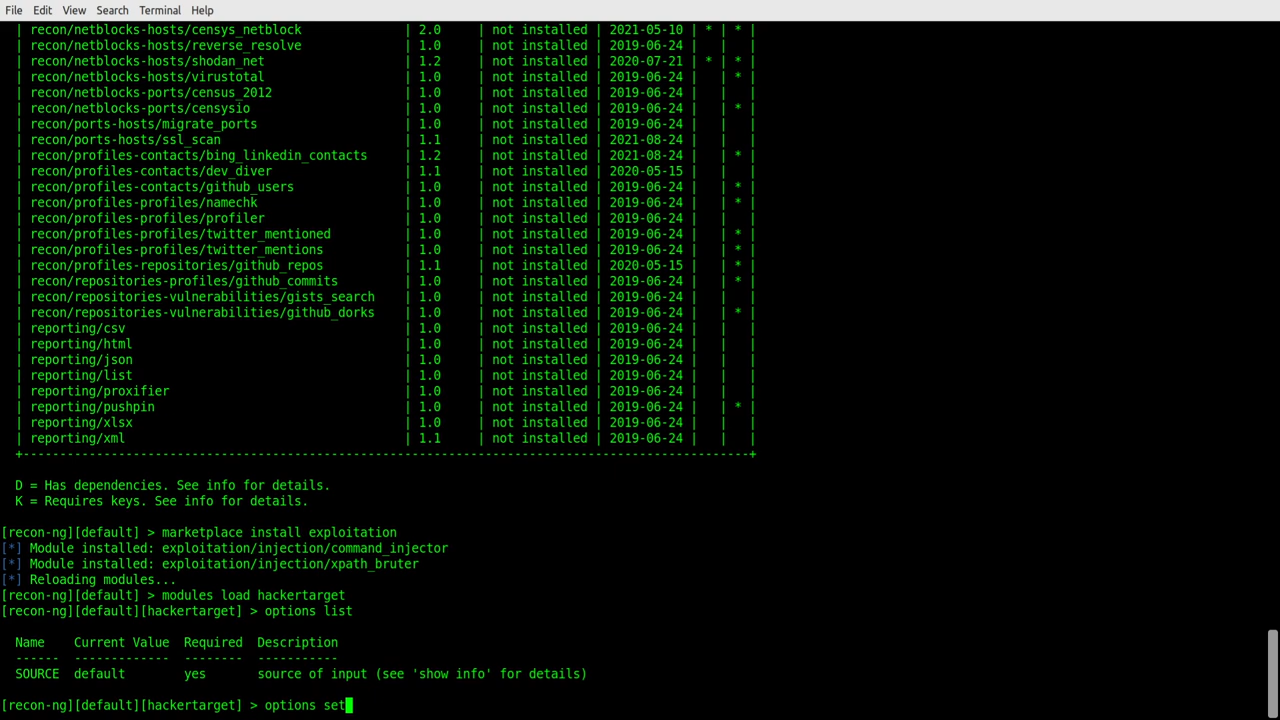 File Edit View Search Terminal Help
| recon/netblocks-hosts/censys_netblock | 2.0 | not installed | 2021-05-10 | * | * |
| recon/netblocks-hosts/reverse_resolve | 1.0 | not installed | 2019-06-24 | | |
| recon/netblocks-hosts/shodan_net | 1.2 | not installed | 2020-07-21 | * | * |
| recon/netblocks-hosts/virustotal | 1.0 | not installed | 2019-06-24 | | * |
| recon/netblocks-ports/census_2012 | 1.0 | not installed | 2019-06-24 | | |
| recon/netblocks-ports/censysio | 1.0 | not installed | 2019-06-24 | | * |
| recon/ports-hosts/migrate_ports | 1.0 | not installed | 2019-06-24 | | |
| recon/ports-hosts/ssl_scan | 1.1 | not installed | 2021-08-24 | | |
| recon/profiles-contacts/bing_linkedin_contacts | 1.2 | not installed | 2021-08-24 | | * |
| recon/profiles-contacts/dev_diver | 1.1 | not installed | 2020-05-15 | | |
| recon/profiles-contacts/github_users | 1.0 | not installed | 2019-06-24 | | * |
| recon/profiles-profiles/namechk | 1.0 | not installed | 2019-06-24 | | * |
| recon/profiles-profiles/profiler | 1.0 | not installed | 2019-06-24 | | |
| recon/profiles-profiles/twitter_mentioned | 1.0 | not installed | 2019-06-24 | | * |
| recon/profiles-profiles/twitter_mentions | 1.0 | not installed | 2019-06-24 | | * |
| recon/profiles-repositories/github_repos | 1.1 | not installed | 2020-05-15 | | * |
| recon/repositories-profiles/github_commits | 1.0 | not installed | 2019-06-24 | | * |
| recon/repositories-vulnerabilities/gists_search | 1.0 | not installed | 2019-06-24 | | |
| recon/repositories-vulnerabilities/github_dorks | 1.0 | not installed | 2019-06-24 | | * |
| reporting/csv | 1.0 | not installed | 2019-06-24 | | |
| reporting/html | 1.0 | not installed | 2019-06-24 | | |
| reporting/json | 1.0 | not installed | 2019-06-24 | | |
| reporting/list | 1.0 | not installed | 2019-06-24 | | |
| reporting/proxifier | 1.0 | not installed | 2019-06-24 | | |
| reporting/pushpin | 1.0 | not installed | 2019-06-24 | | * |
| reporting/xlsx | 1.0 | not installed | 2019-06-24 | | |
| reporting/xml | 1.1 | not installed | 2019-06-24 | | |
+---------------------------------------------------------------------------------------------------+
D = Has dependencies. See info for details.
K = Requires keys. See info for details.
[recon-ng][default] > marketplace install exploitation
[*] Module installed: exploitation/injection/command_injector
[*] Module installed: exploitation/injection/xpath_bruter
[*] Reloading modules...
[recon-ng][default] > modules load hackertarget
[recon-ng][default][hackertarget] > options list
Name Current Value Required Description
------ ------------- -------- -----------
SOURCE default yes source of input (see 'show info' for details)
[recon-ng][default][hackertarget] > options set